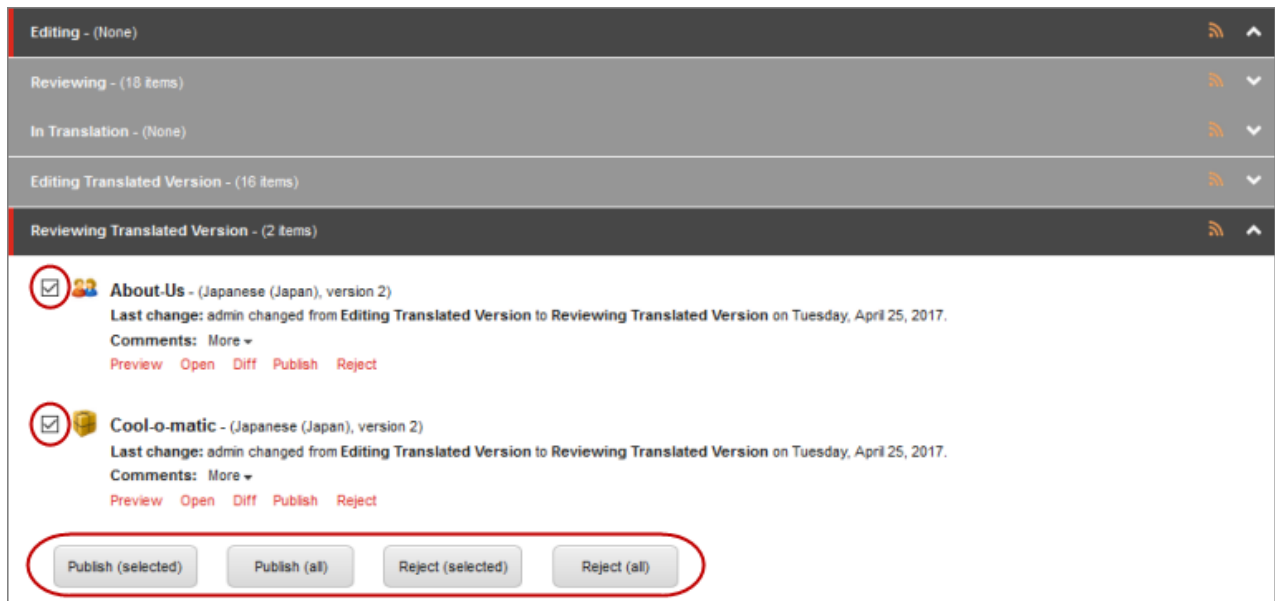 Editing - (None)
Reviewing - (18 items)
In Translation - (None)
Editing Translated Version - (16 items)
Reviewing Translated Version - (2 items)
About-Us - (Japanese (Japan), version 2)
Last change: admin changed from Editing Translated Version to Reviewing Translated Version on Tuesday, April 25, 2017.
Comments: More
Preview Open Diff Publish Reject
Cool-o-matic - (Japanese (Japan), version 2)
Last change: admin changed from Editing Translated Version to Reviewing Translated Version on Tuesday, April 25, 2017.
Comments: More
Preview Open Diff Publish Reject
Publish (selected) Publish (all) Reject (selected) Reject (all)